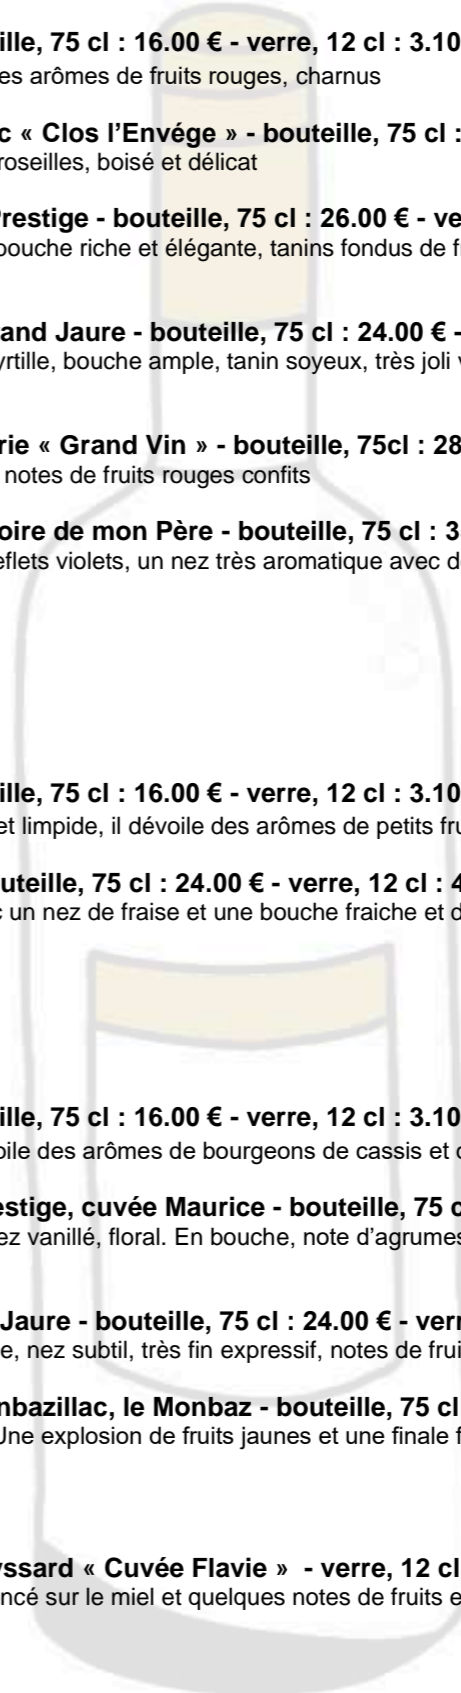 ille, 75 cl : 16.00 € - verre, 12 cl : 3.10
es arômes de fruits rouges, charnus
c « Clos l’Envége » - bouteille, 75 cl :
roseilles, boisé et délicat
Prestige - bouteille, 75 cl : 26.00 € - ve
bouche riche et élégante, tanins fondus de f
and Jaure - bouteille, 75 cl : 24.00 € -
yrtille, bouche ample, tanin soyeux, très joli v
rie « Grand Vin » - bouteille, 75cl : 28
notes de fruits rouges confits
oire de mon Père - bouteille, 75 cl : 3
eflets violets, un nez très aromatique avec d
ille, 75 cl : 16.00 € - verre, 12 cl : 3.10
et limpide, il dévoile des arômes de petits fru
uteille, 75 cl : 24.00 € - verre, 12 cl : 4
c un nez de fraise et une bouche fraiche et d
ille, 75 cl : 16.00 € - verre, 12 cl : 3.10
oile des arômes de bourgeons de cassis et d
estige, cuvée Maurice - bouteille, 75 c
ez vanillé, floral. En bouche, note d’agrumes
Jaure - bouteille, 75 cl : 24.00 € - verr
e, nez subtil, très fin expressif, notes de frui
nbazillac, le Monbaz - bouteille, 75 cl
Une explosion de fruits jaunes et une finale f
yssard « Cuvée Flavie » - verre, 12 cl
ncé sur le miel et quelques notes de fruits e